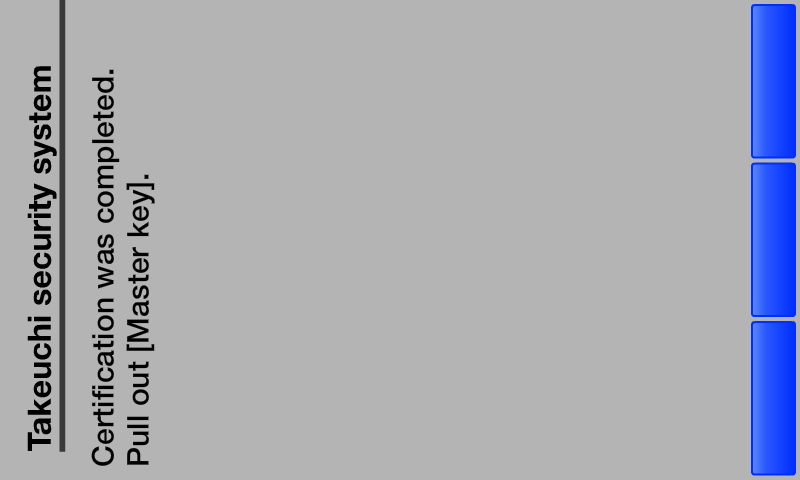 Takeuchi security system
Certification was completed.
Pull out [Master key].